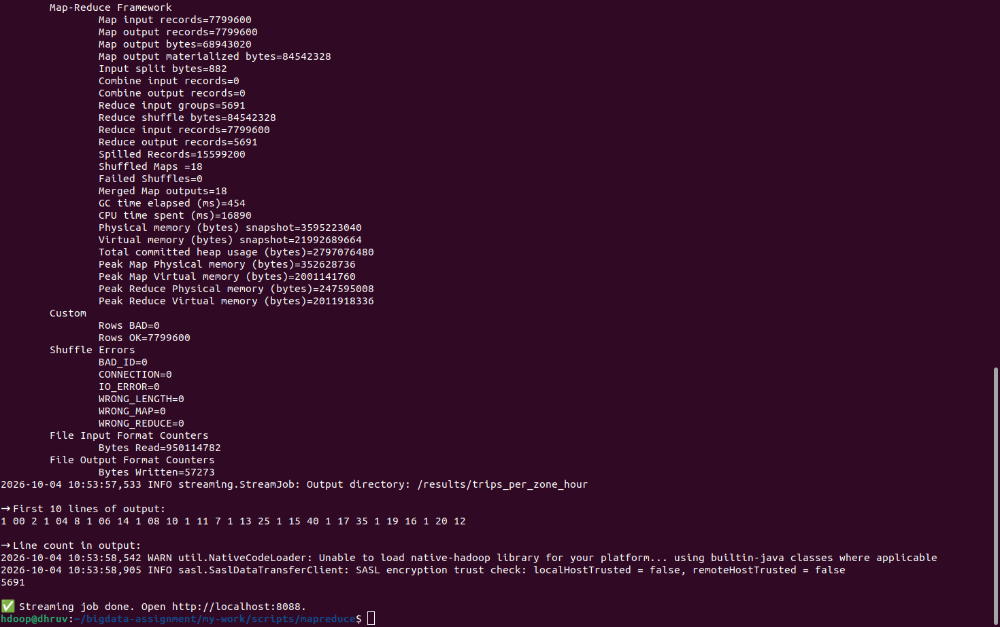 Map-Reduce Framework
Map input records=7799600
Map output records=7799600
Map output bytes=68943020
Map output materialized bytes=84542328
Input split bytes=882
Combine input records=0
Combine output records=0
Reduce input groups=5691
Reduce shuffle bytes=84542328
Reduce input records=7799600
Reduce output records=5691
Spilled Records=15599200
Shuffled Maps =18
Failed Shuffles=0
Merged Map outputs=18
GC time elapsed (ms)=454
CPU time spent (ms)=16890
Physical memory (bytes) snapshot=3595223040
Virtual memory (bytes) snapshot=21992689664
Total committed heap usage (bytes)=2797076480
Peak Map Physical memory (bytes)=352628736
Peak Map Virtual memory (bytes)=2001141760
Peak Reduce Physical memory (bytes)=247595008
Peak Reduce Virtual memory (bytes)=2011918336
Custom
Rows BAD=0
Rows OK=7799600
Shuffle Errors
BAD_ID=0
CONNECTION=0
IO_ERROR=0
WRONG_LENGTH=0
WRONG_MAP=0
WRONG_REDUCE=0
File Input Format Counters
Bytes Read=950114782
File Output Format Counters
Bytes Written=57273
2026-10-04 10:53:57,533 INFO streaming.StreamJob: Output directory: /results/trips_per_zone_hour
→ First 10 lines of output:
1 00 2 1 04 8 1 06 14 1 08 10 1 11 7 1 13 25 1 15 40 1 17 35 1 19 16 1 20 12
→ Line count in output:
2026-10-04 10:53:58,542 WARN util.NativeCodeLoader: Unable to load native-hadoop library for your platform... using builtin-java classes where applicable
2026-10-04 10:53:58,905 INFO sasl.SaslDataTransferClient: SASL encryption trust check: localHostTrusted = false, remoteHostTrusted = false
5691
✅ Streaming job done. Open http://localhost:8088.
hdoop@dhruv:~/bigdata-assignment/my-work/scripts/mapreduce$